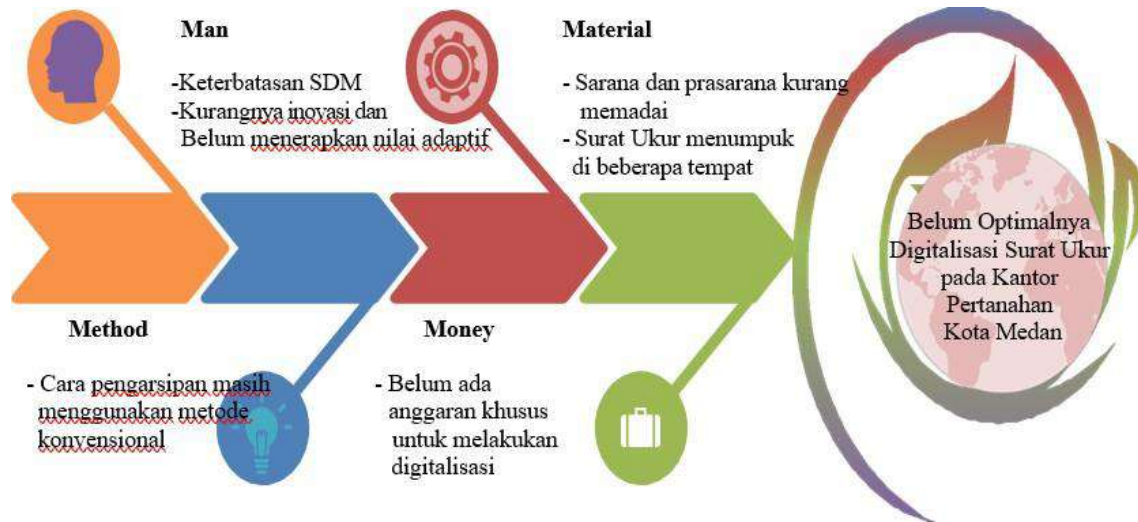 Man
-Keterbatasan SDM
-Kurangnya inovasi dan
Belum menerapkan nilai adaptif
Material
- Sarana dan prasarana kurang
memadai
- Surat Ukur menumpuk
di beberapa tempat
Method
- Cara pengarsipan masih
menggunakan metode
konvensional
Money
- Belum ada
anggaran khusus
untuk melakukan
digitalisasi
Belum Optimalnya
Digitalisasi Surat Ukur
pada Kantor
Pertanahan
Kota Medan